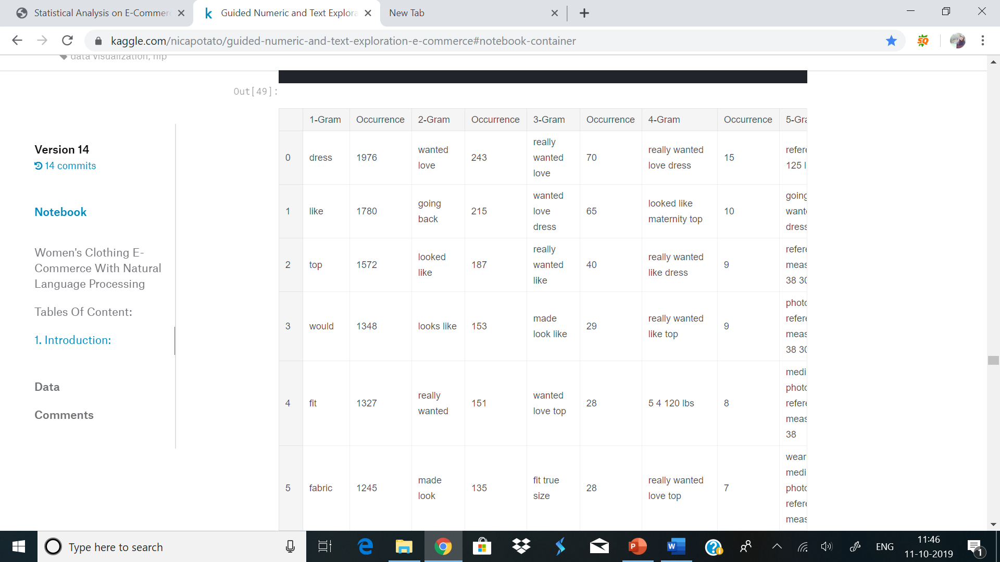 Statistical Analysis on E-Commer
Guided Numeric and Text Explora
New Tab
kaggle.com/nicapotato/guided-numeric-and-text-exploration-e-commerce#notebook-container
data visualization, nlp
Out[49]:
1-Gram Occurrence 2-Gram Occurrence 3-Gram Occurrence 4-Gram Occurrence 5-Gra
0 dress 1976 wanted love 243 really wanted love 70 really wanted love dress 15 refere 125 l
1 like 1780 going back 215 wanted love dress 65 looked like maternity top 10 going wante dress
2 top 1572 looked like 187 really wanted like 40 really wanted like dress 9 refere meas 38 30
3 would 1348 looks like 153 made look like 29 really wanted like top 9 photo refere meas 38 30
4 fit 1327 really wanted 151 wanted love top 28 5 4 120 lbs 8 medi photo refere meas 38
5 fabric 1245 made look 135 fit true size 28 really wanted love top 7 wear medi photo refere meas
Version 14
14 commits
Notebook
Women's Clothing E-
Commerce With Natural
Language Processing
Tables Of Content:
1. Introduction:
Data
Comments
Type here to search
ENG
11:46
11-10-2019
1